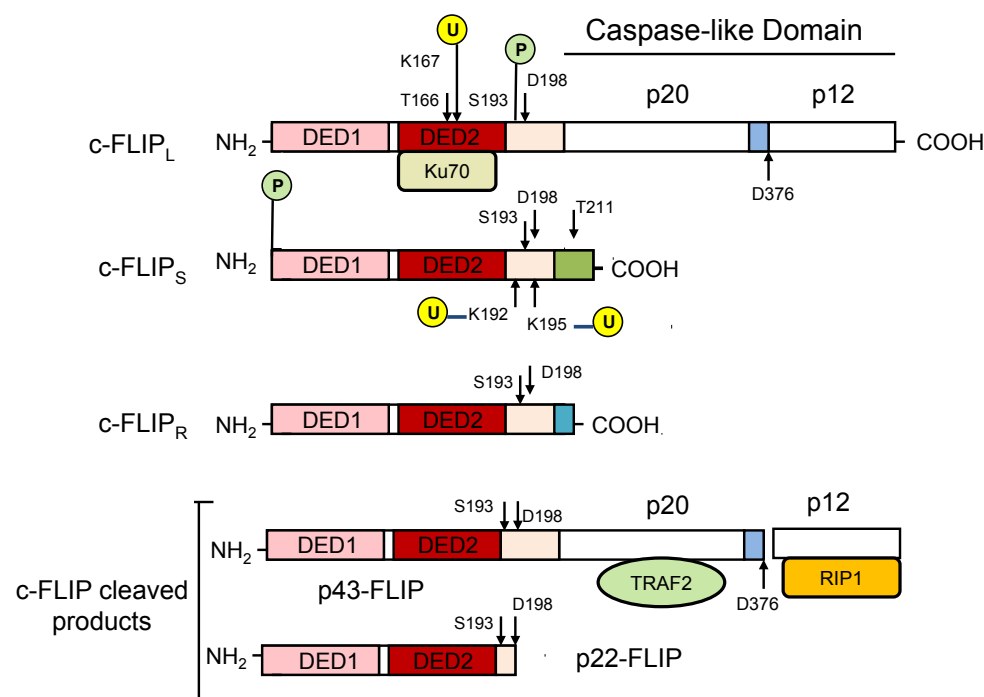 Caspase-like Domain
U
P
K167
D198
T166
S193
p20
p12
c-FLIPL
NH2
DED1
DED2
COOH
Ku70
D376
P
D198
T211
S193
c-FLIPS
NH2
DED1
DED2
COOH
U
K192
K195
U
D198
S193
c-FLIPR
NH2
DED1
DED2
COOH
p20
p12
S193
D198
NH2
DED1
DED2
c-FLIP cleaved
products
p43-FLIP
TRAF2
D376
RIP1
D198
S193
NH2
DED1
DED2
p22-FLIP